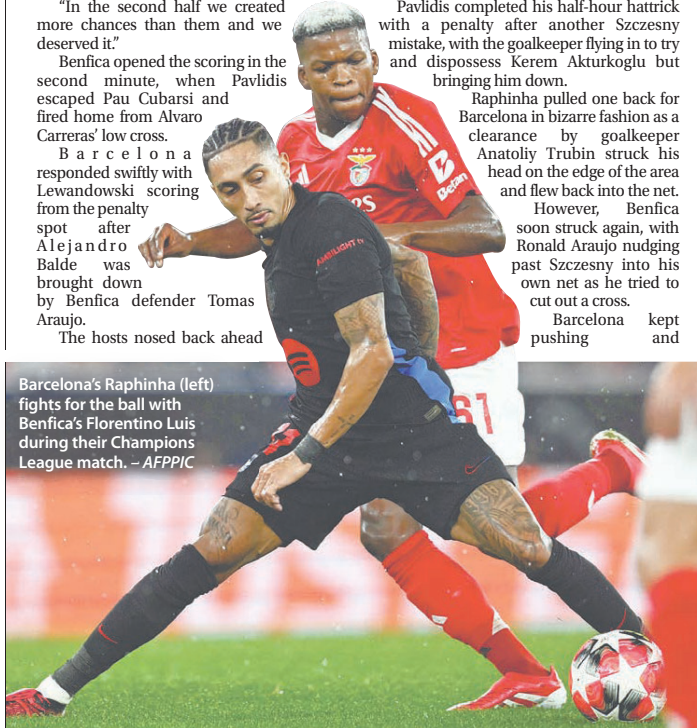 “In the second half we created
more chances than them and we
deserved it.”
Benfica opened the scoring in the
second minute, when Pavlidis
escaped Pau Cubarsi and
fired home from Alvaro
Carreras’ low cross.
Barcelona
responded swiftly with
Lewandowski scoring
from the penalty
spot after
Alejandro
Balde was
brought down
by Benfica defender Tomas
Araujo.
The hosts nosed back ahead
Pavlidis completed his half-hour hattrick
with a penalty after another Szczesny
mistake, with the goalkeeper flying in to try
and dispossess Kerem Akturkoglu but
bringing him down.
Raphinha pulled one back for
Barcelona in bizarre fashion as a
clearance by goalkeeper
Anatoliy Trubin struck his
head on the edge of the area
and flew back into the net.
However, Benfica
soon struck again, with
Ronald Araujo nudging
past Szczesny into his
own net as he tried to
cut out a cross.
Barcelona kept
pushing and
Betano
AMBILIGHT TV
61
Barcelona’s Raphinha (left)
fights for the ball with
Benfica’s Florentino Luis
during their Champions
League match. – AFPPIC